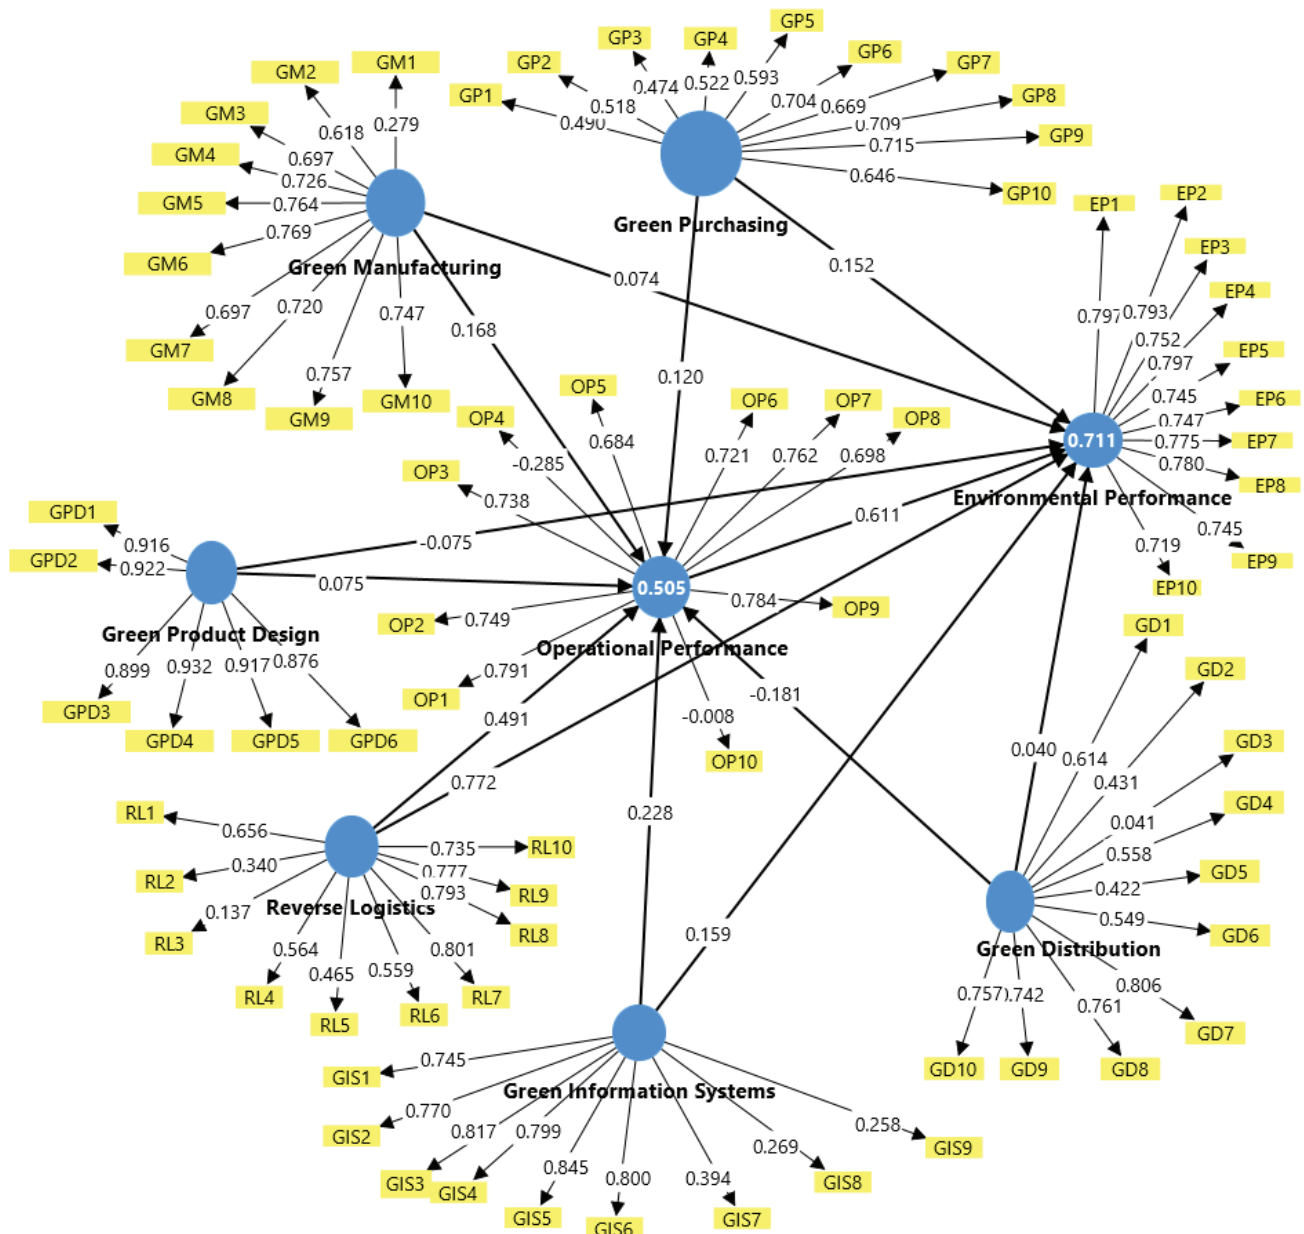 GP5
GP3
GP4
GP6
GM1
GP2
GP7
GM2
GP1
GP8
0.474
0.522
0.593
0.704
0.669
GM3
0.279
0.518
0.490
0.709
GP9
0.618
0.715
GM4
0.697
0.646
0.726
GP10
EP2
GM5
0.764
EP1
0.769
Green Purchasing
EP3
GM6
Green Manufacturing
0.152
0.074
EP4
0.697
0.720
0.747
0.168
0.797
0.793
0.752
GM7
0.797
EP5
0.757
0.120
0.745
GM8
GM9
GM10
OP5
OP6
OP7
EP6
OP4
OP8
0.747
0.684
0.711
0.775
EP7
-0.285
0.721
0.762
0.698
0.780
OP3
EP8
0.738
Environmental Performance
GPD1
0.611
0.745
0.916
-0.075
0.719
EP9
GPD2
0.922
0.075
0.505
EP10
0.784
OP9
OP2
0.749
GD1
Green Product Design
Operational Performance
0.899
0.932
0.917
0.876
0.791
GD2
OP1
-0.181
GPD3
0.491
-0.008
GPD4
GPD5
GPD6
GD3
OP10
0.040
0.614
0.772
0.431
GD4
RL1
0.228
0.041
0.656
0.735
RL10
0.558
0.340
0.777
GD5
RL2
0.793
RL9
0.422
0.137
Reverse Logistics
0.549
RL3
RL8
0.159
GD6
0.564
0.801
Green Distribution
0.465
0.559
0.806
RL4
RL7
0.757
0.742
0.761
RL5
RL6
GD7
0.745
GIS1
GD10
GD9
GD8
Green Information Systems
0.770
0.258
GIS2
0.817
0.799
0.269
GIS9
0.845
0.800
0.394
GIS3
GIS4
GIS8
GIS5
GIS6
GIS7